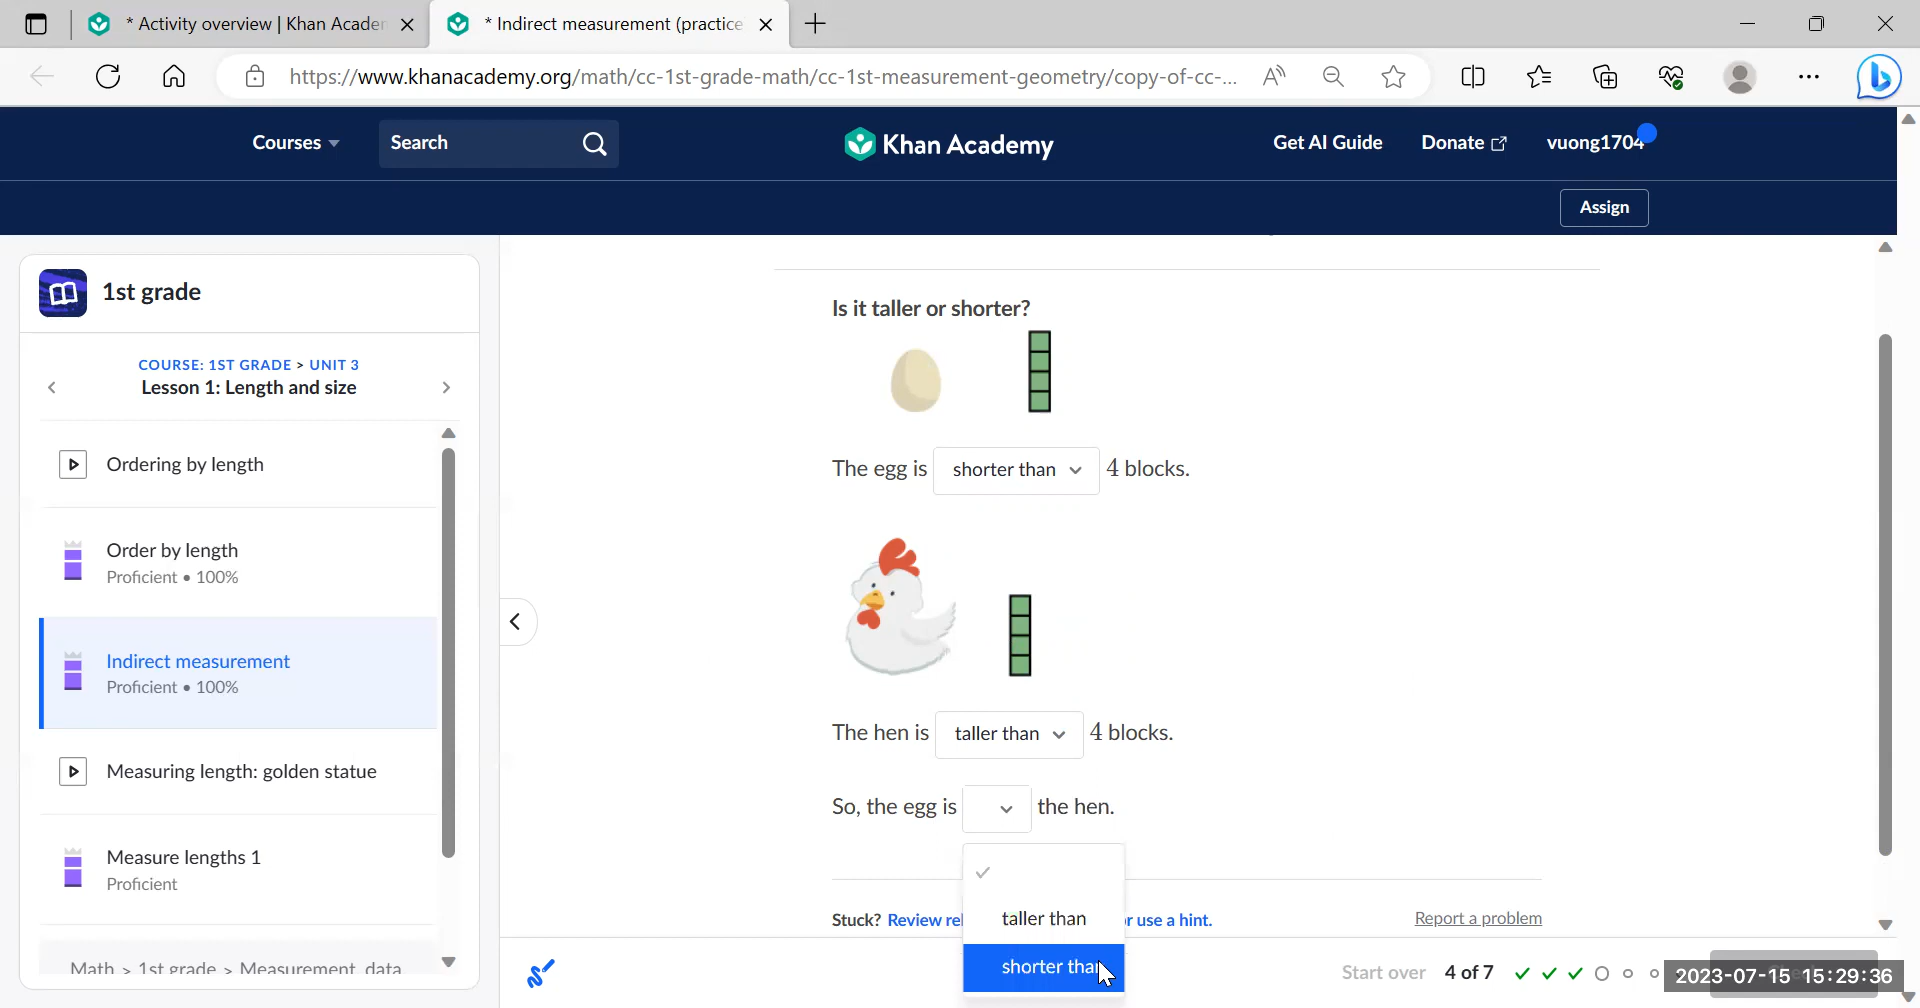 * Activity overview | Khan Acader
* Indirect measurement (practice
https://www.khanacademy.org/math/cc-1st-grade-math/cc-1st-measurement-geometry/copy-of-cc-...
Courses
Search
Khan Academy
Get AI Guide
Donate
vuong1704
Assign
1st grade
COURSE: 1ST GRADE > UNIT 3
Lesson 1: Length and size
Ordering by length
Order by length
Proficient • 100%
Indirect measurement
Proficient • 100%
Measuring length: golden statue
Measure lengths 1
Proficient
Math > 1st grade > Measurement, data,
Is it taller or shorter?
The egg is shorter than 4 blocks.
The hen is taller than 4 blocks.
So, the egg is the hen.
taller than
shorter than
Stuck? Review re
r use a hint.
Report a problem
Start over
4 of 7
2023-07-15 15:29:36